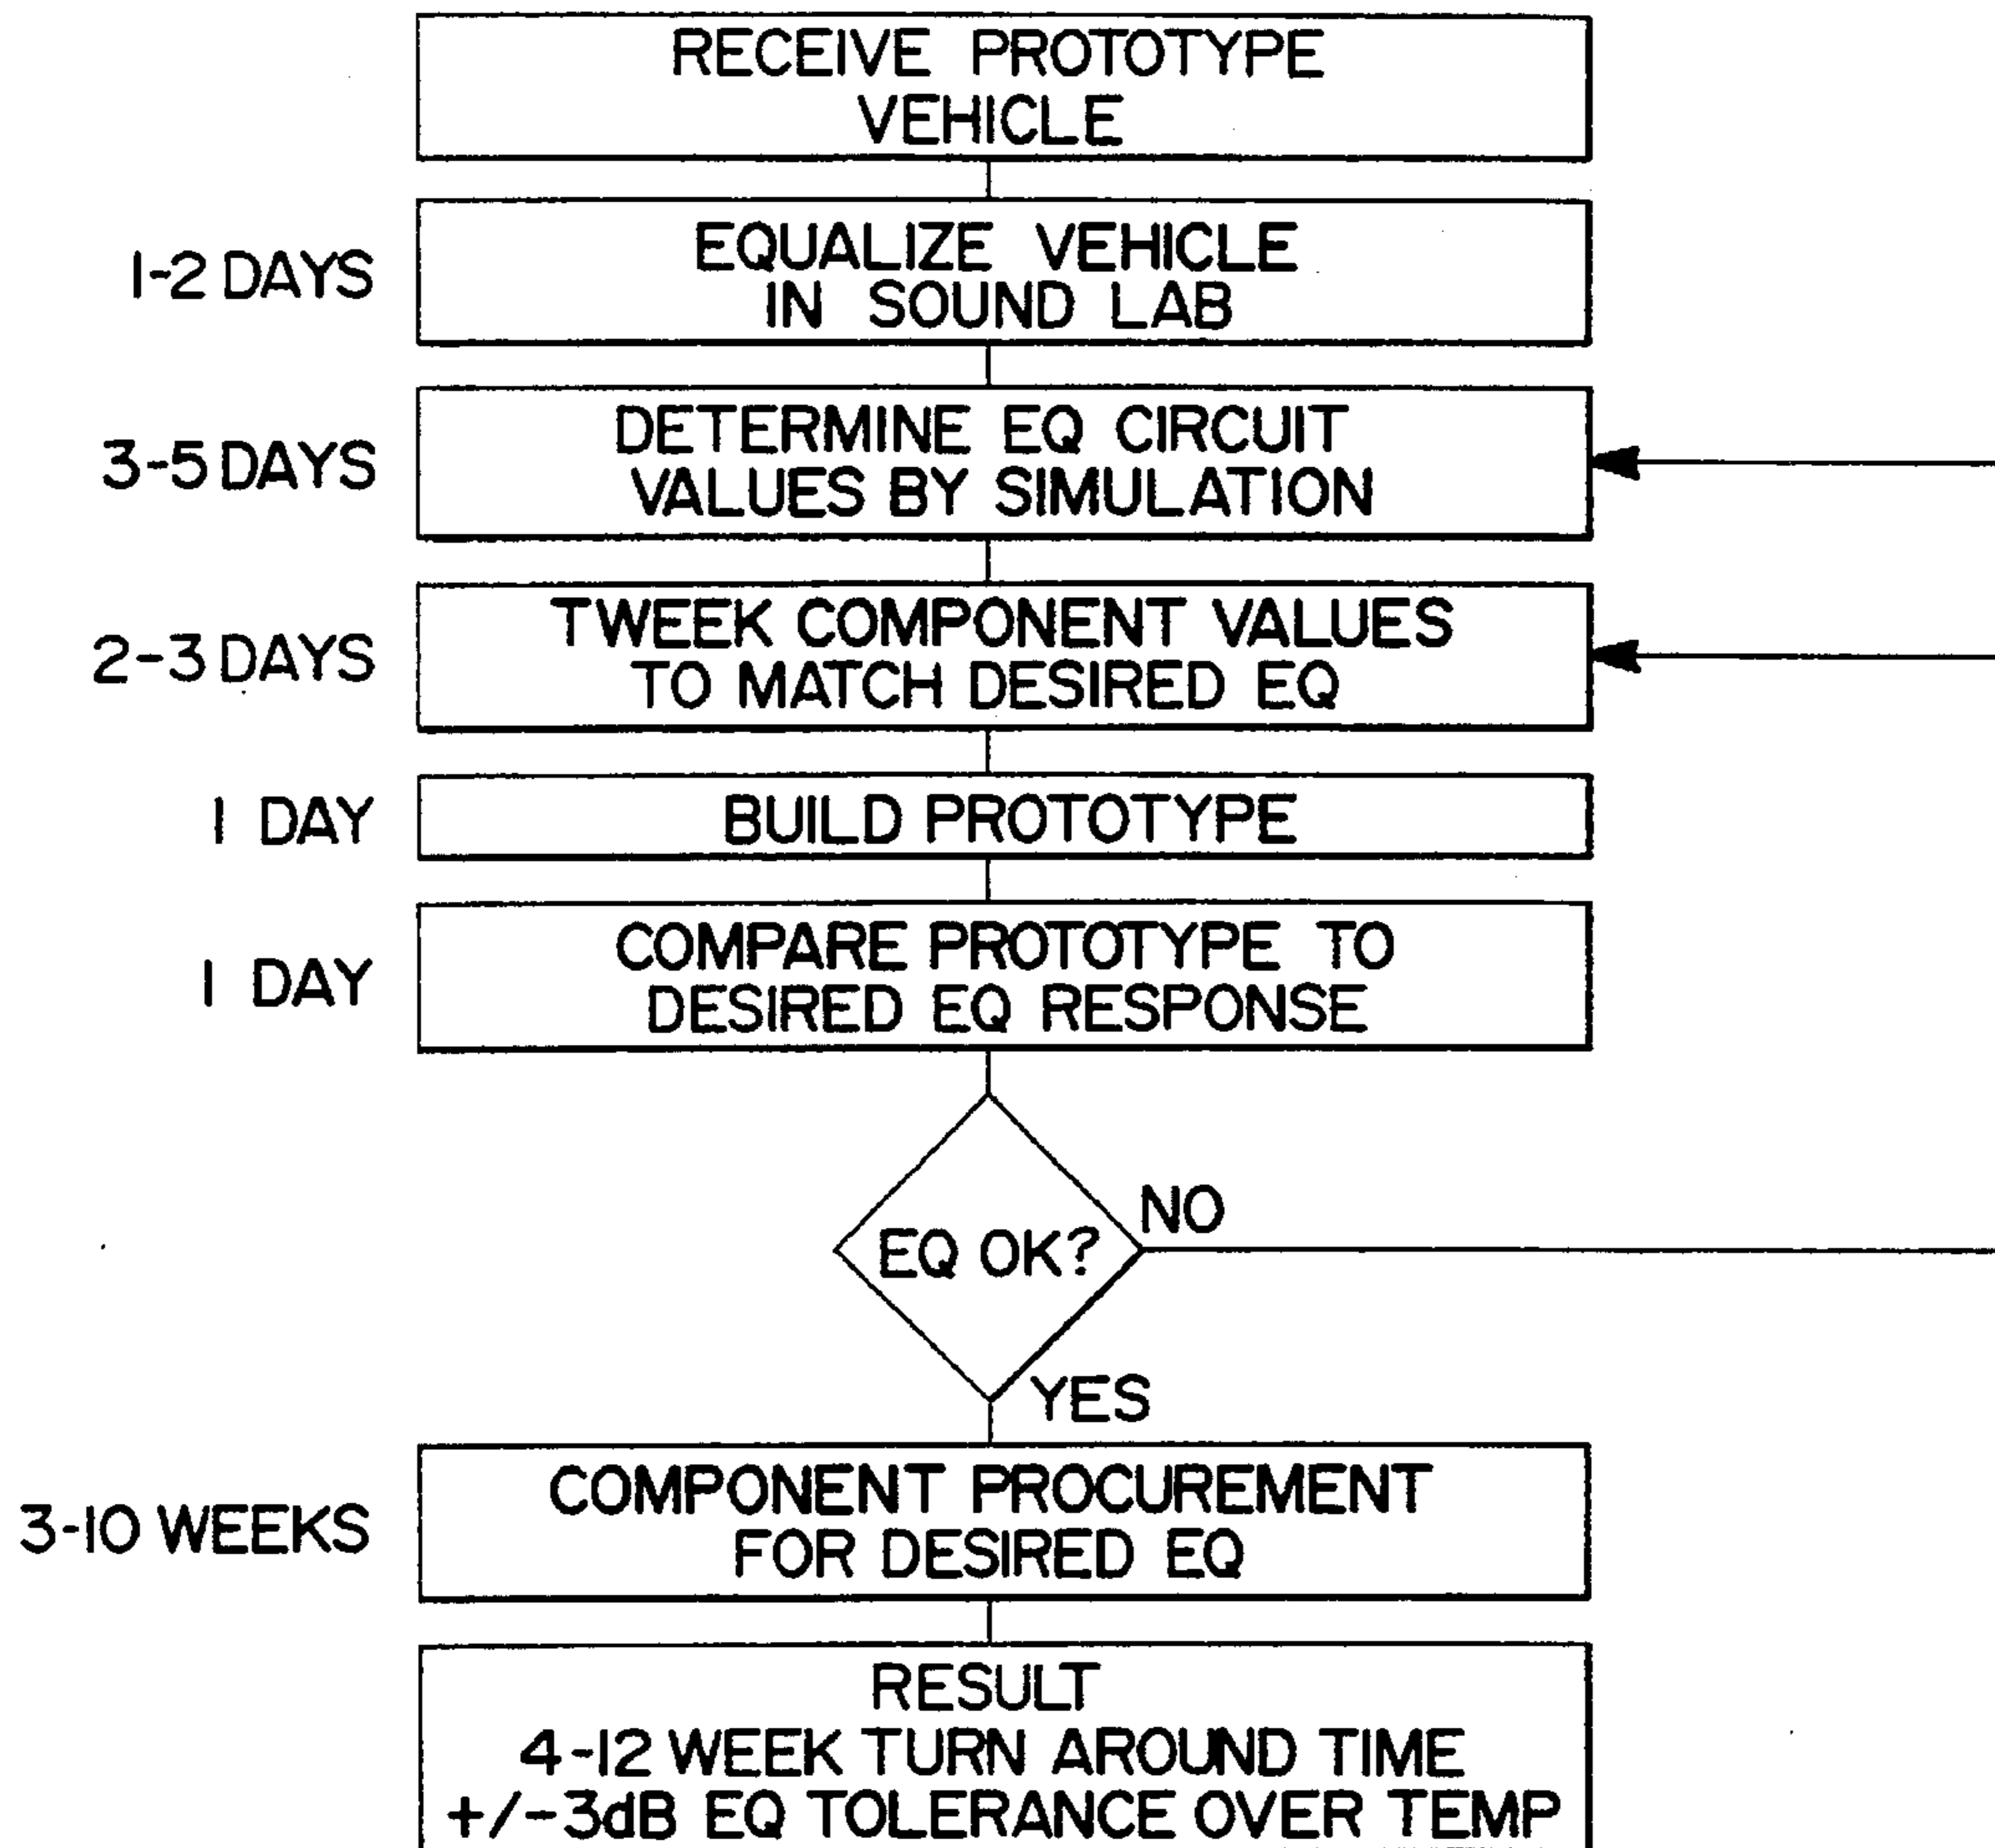 RECEIVE PROTOTYPE
VEHICLE
1-2 DAYS
EQUALIZE VEHICLE
IN SOUND LAB
3-5 DAYS
DETERMINE EQ CIRCUIT
VALUES BY SIMULATION
2-3 DAYS
TWEEK COMPONENT VALUES
TO MATCH DESIRED EQ
1 DAY
BUILD PROTOTYPE
1 DAY
COMPARE PROTOTYPE TO
DESIRED EQ RESPONSE
EQ OK?
NO
YES
3-10 WEEKS
COMPONENT PROCUREMENT
FOR DESIRED EQ
RESULT
4-12 WEEK TURN AROUND TIME
+/-3dB EQ TOLERANCE OVER TEMP